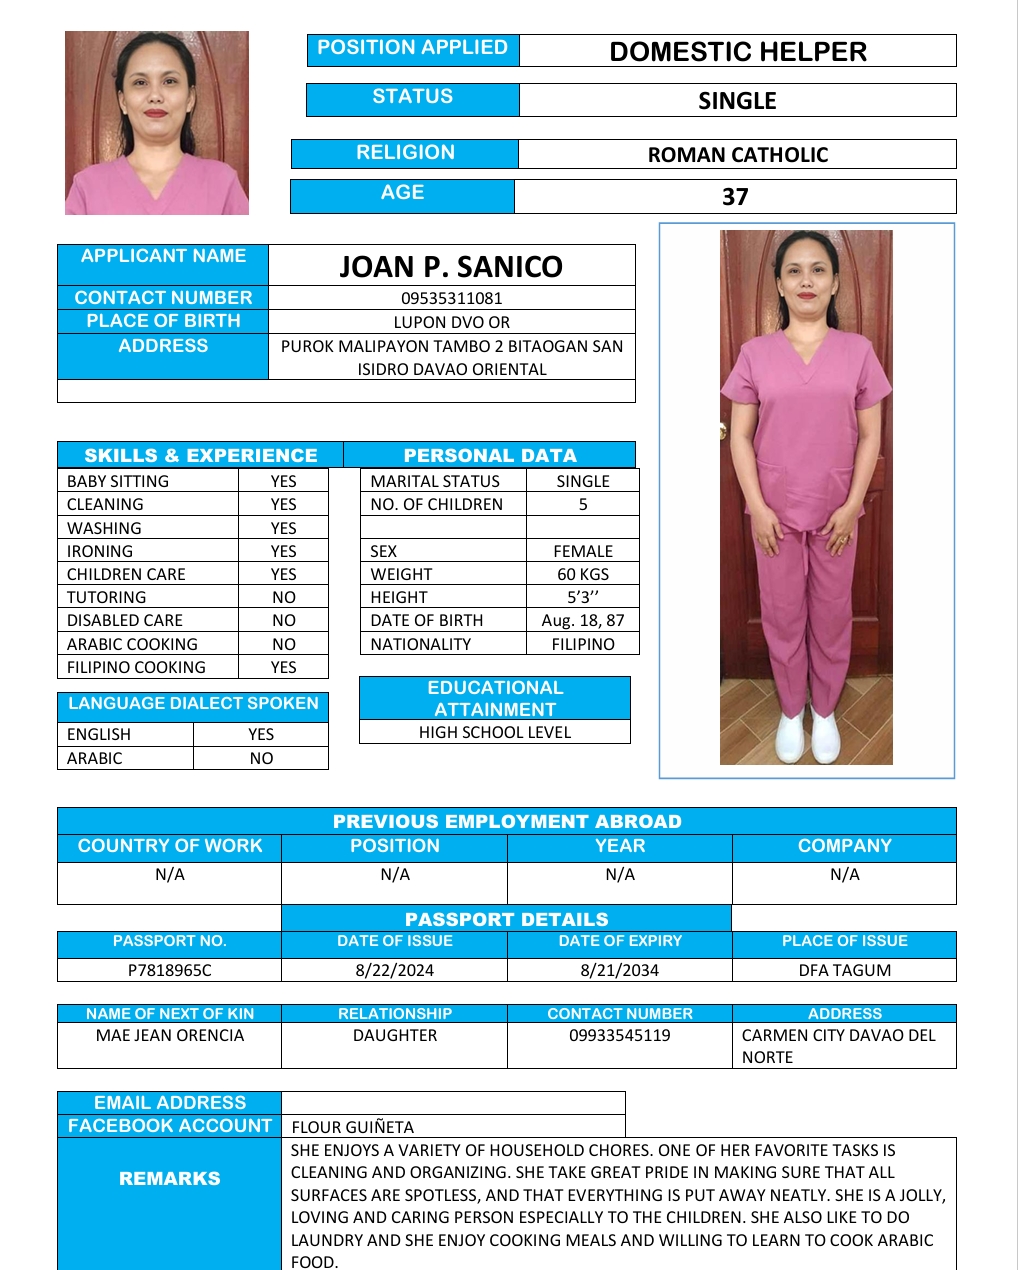 POSITION APPLIED DOMESTIC HELPER
STATUS SINGLE
RELIGION ROMAN CATHOLIC
AGE 37
APPLICANT NAME JOAN P. SANICO
CONTACT NUMBER 09535311081
PLACE OF BIRTH LUPON DVO OR
ADDRESS PUROK MALIPAYON TAMBO 2 BITAOGAN SAN
ISIDRO DAVAO ORIENTAL
SKILLS & EXPERIENCE PERSONAL DATA
BABY SITTING YES MARITAL STATUS SINGLE
CLEANING YES NO. OF CHILDREN 5
WASHING YES
IRONING YES SEX FEMALE
CHILDREN CARE YES WEIGHT 60 KGS
TUTORING NO HEIGHT 5’3’’
DISABLED CARE NO DATE OF BIRTH Aug. 18, 87
ARABIC COOKING NO NATIONALITY FILIPINO
FILIPINO COOKING YES
LANGUAGE DIALECT SPOKEN
ENGLISH YES
ARABIC NO
EDUCATIONAL
ATTAINMENT
HIGH SCHOOL LEVEL
PREVIOUS EMPLOYMENT ABROAD
COUNTRY OF WORK POSITION YEAR COMPANY
N/A N/A N/A N/A
PASSPORT DETAILS
PASSPORT NO. DATE OF ISSUE DATE OF EXPIRY PLACE OF ISSUE
P7818965C 8/22/2024 8/21/2034 DFA TAGUM
NAME OF NEXT OF KIN RELATIONSHIP CONTACT NUMBER ADDRESS
MAE JEAN ORENCIA DAUGHTER 09933545119 CARMEN CITY DAVAO DEL
NORTE
EMAIL ADDRESS
FACEBOOK ACCOUNT FLOUR GUIÑETA
REMARKS
SHE ENJOYS A VARIETY OF HOUSEHOLD CHORES. ONE OF HER FAVORITE TASKS IS
CLEANING AND ORGANIZING. SHE TAKE GREAT PRIDE IN MAKING SURE THAT ALL
SURFACES ARE SPOTLESS, AND THAT EVERYTHING IS PUT AWAY NEATLY. SHE IS A JOLLY,
LOVING AND CARING PERSON ESPECIALLY TO THE CHILDREN. SHE ALSO LIKE TO DO
LAUNDRY AND SHE ENJOY COOKING MEALS AND WILLING TO LEARN TO COOK ARABIC
FOOD.